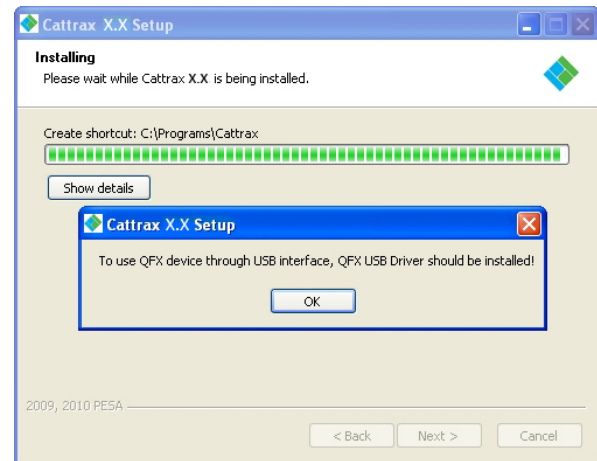 Cattrax X.X Setup
Installing
Please wait while Cattrax X.X is being installed.
Create shortcut: C:\Programs\Cattrax
Show details
Cattrax X.X Setup
To use QFX device through USB interface, QFX USB Driver should be installed!
OK
2009, 2010 PESA
< Back Next > Cancel